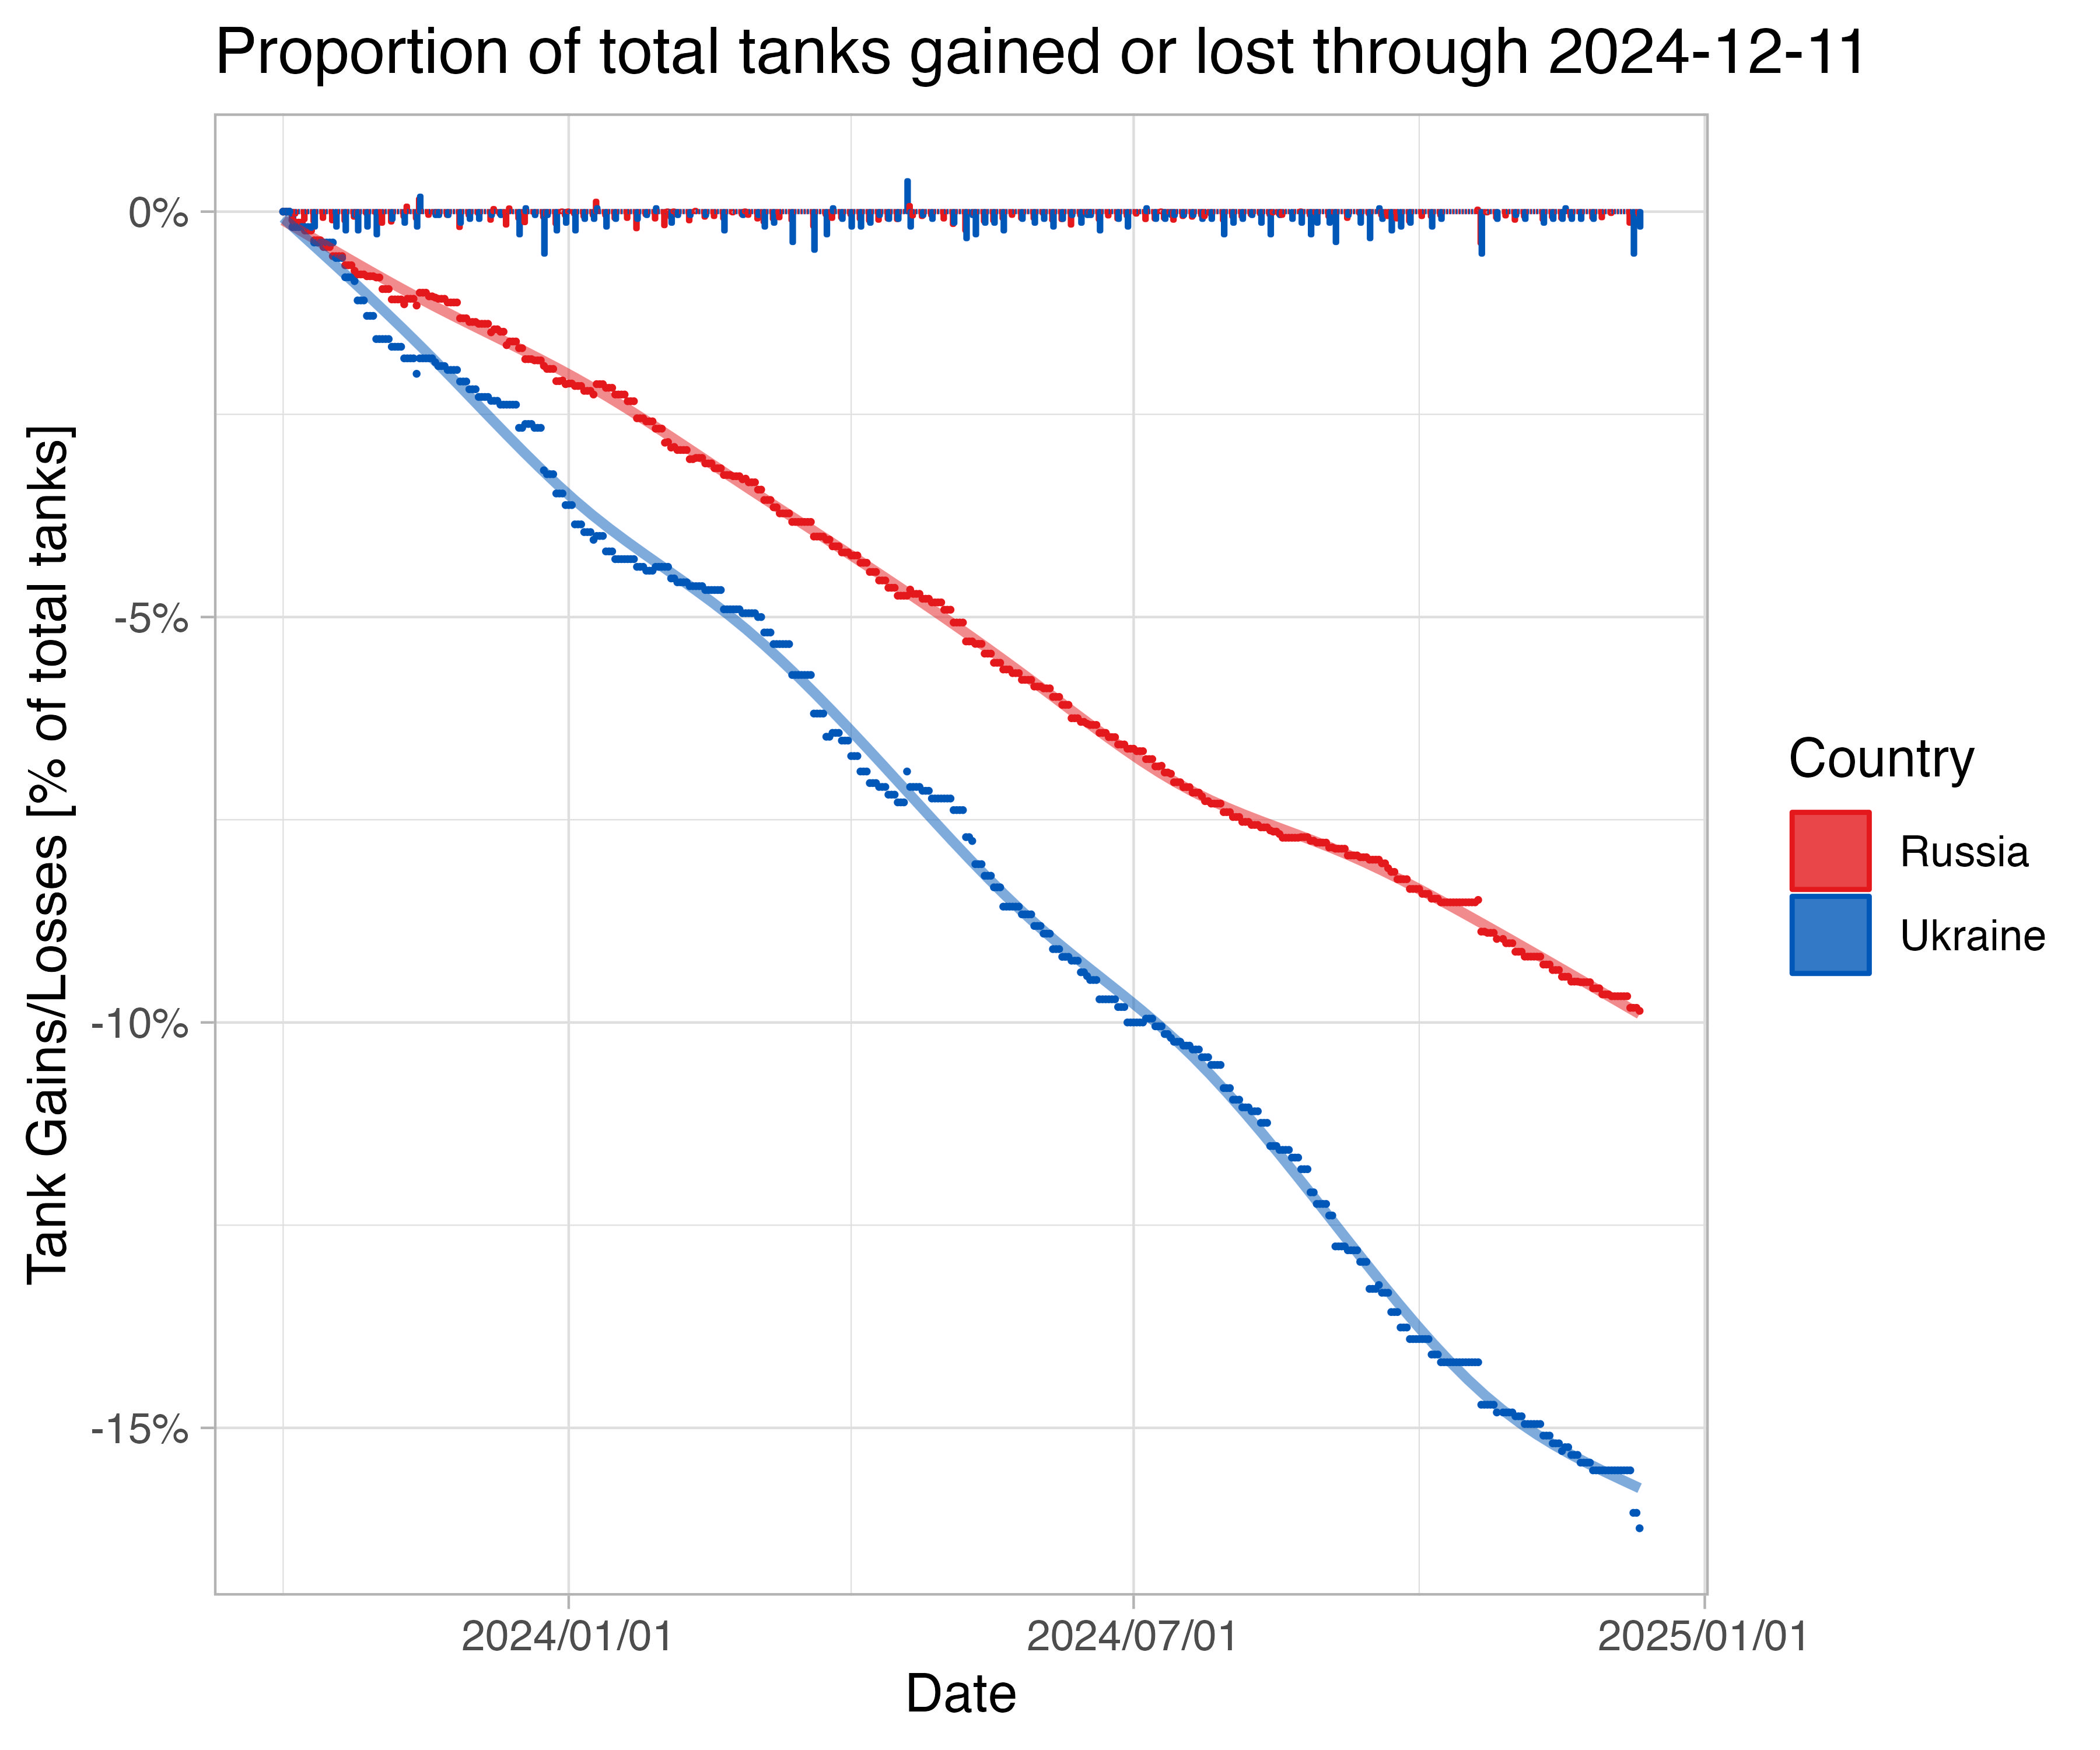 Proportion of total tanks gained or lost through 2024-12-11
Tank Gains/Losses [% of total tanks]
0%
-5%
-10%
-15%
2024/01/01
2024/07/01
2025/01/01
Date
Country
Russia
Ukraine